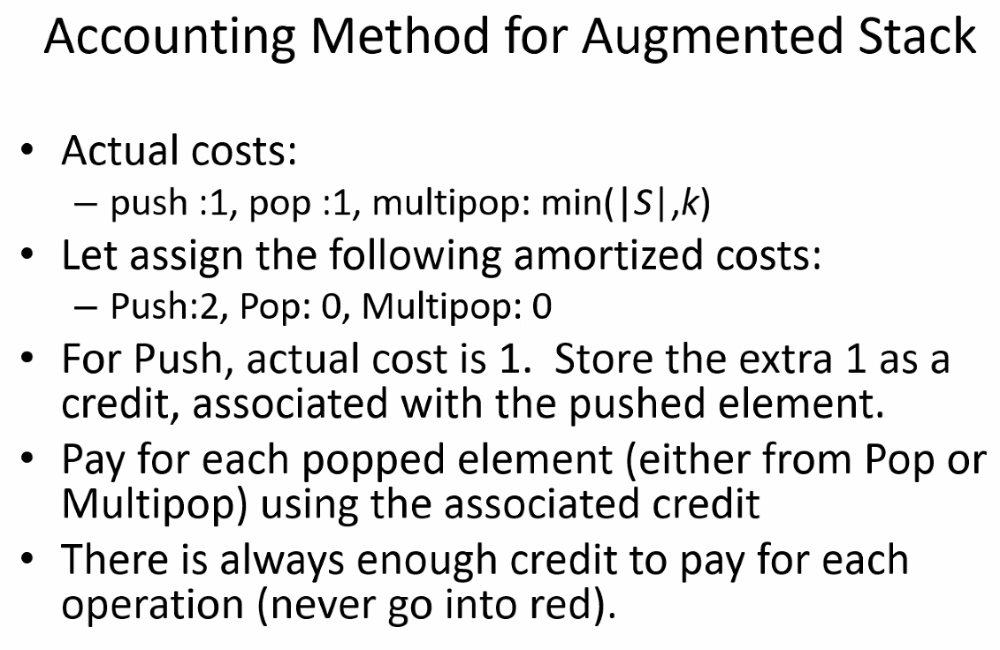 Accounting Method for Augmented Stack
• Actual costs:
– push :1, pop :1, multipop: min(|S|,k)
• Let assign the following amortized costs:
– Push:2, Pop: 0, Multipop: 0
• For Push, actual cost is 1. Store the extra 1 as a
credit, associated with the pushed element.
• Pay for each popped element (either from Pop or
Multipop) using the associated credit
• There is always enough credit to pay for each
operation (never go into red).